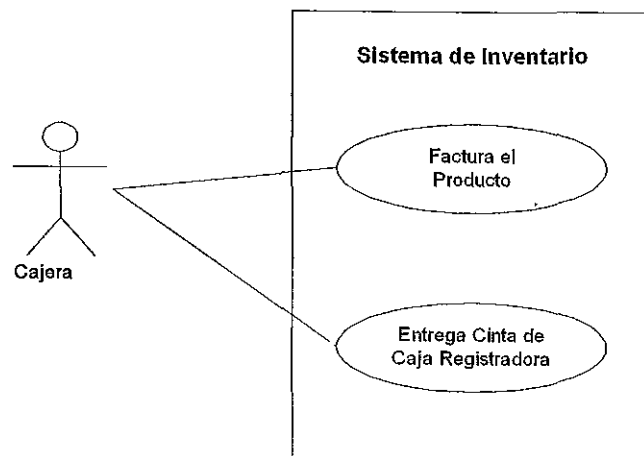 Sistema de Inventario
Factura el
Producto
Cajera
Entrega Cinta de
Caja Registradora